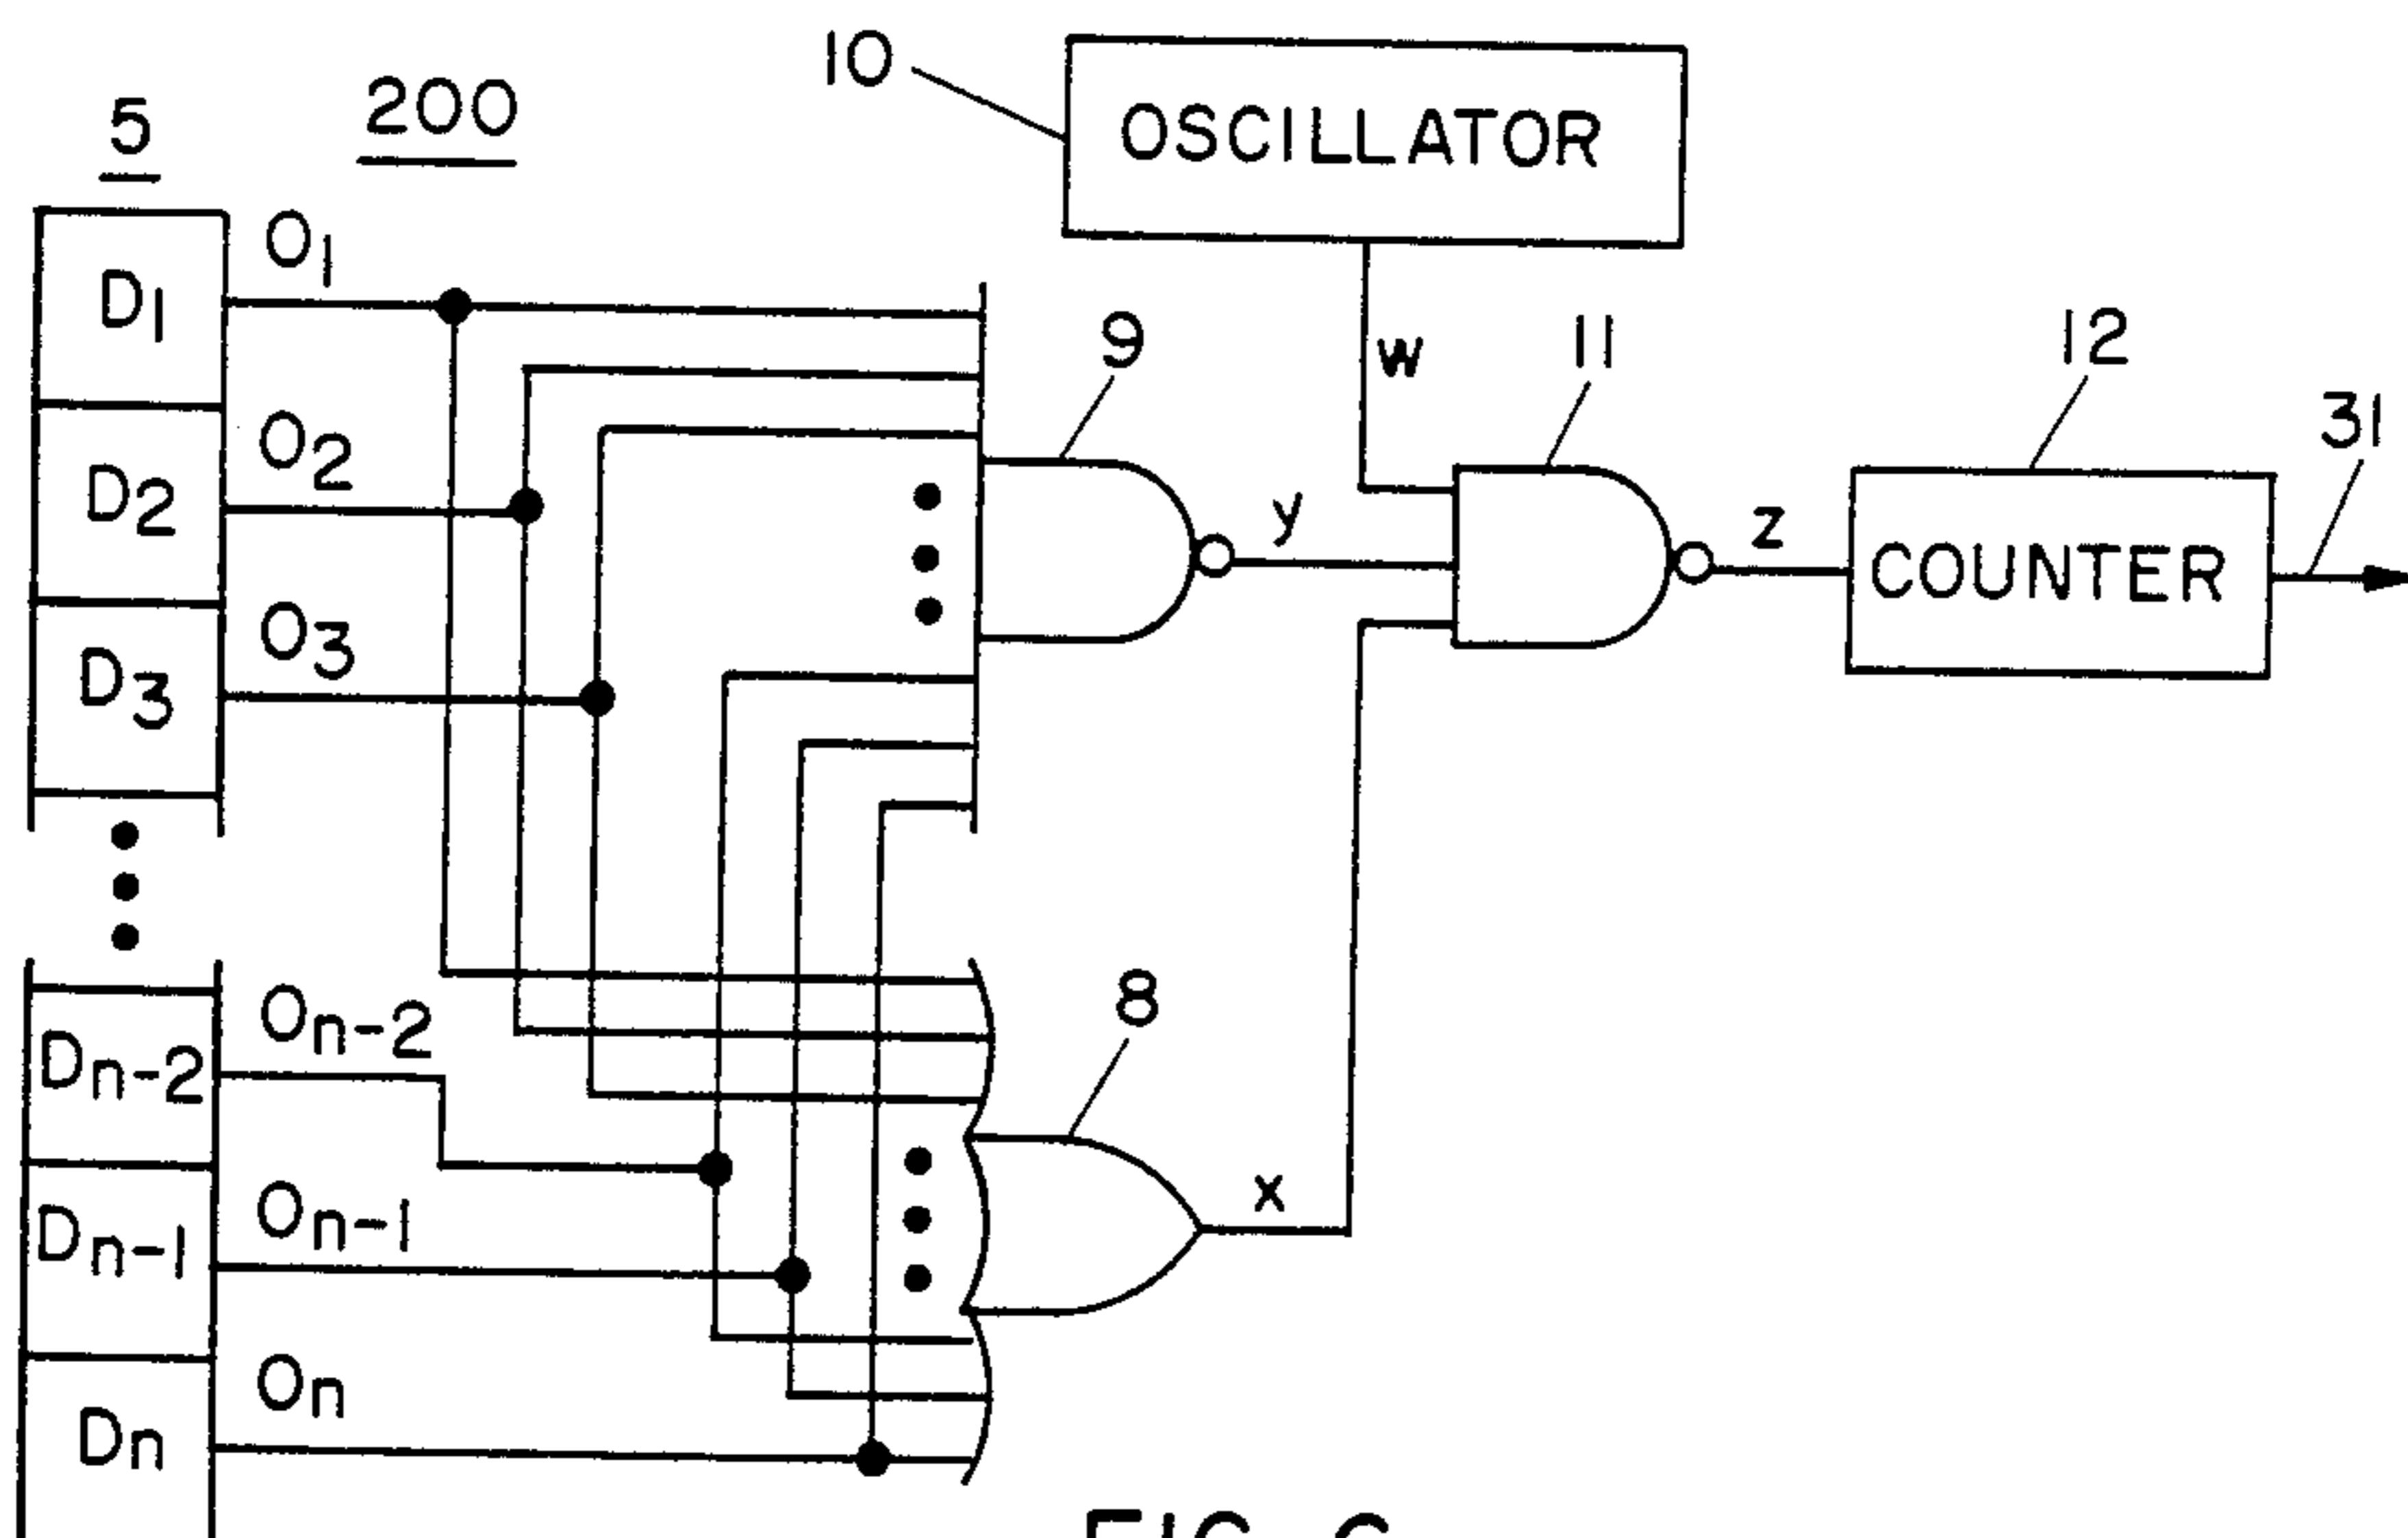 5
200
10
OSCILLATOR
D1
O1
D2
O2
D3
O3
9
w
11
12
31
y
z
COUNTER
Dn-2
On-2
8
Dn-1
On-1
x
Dn
On